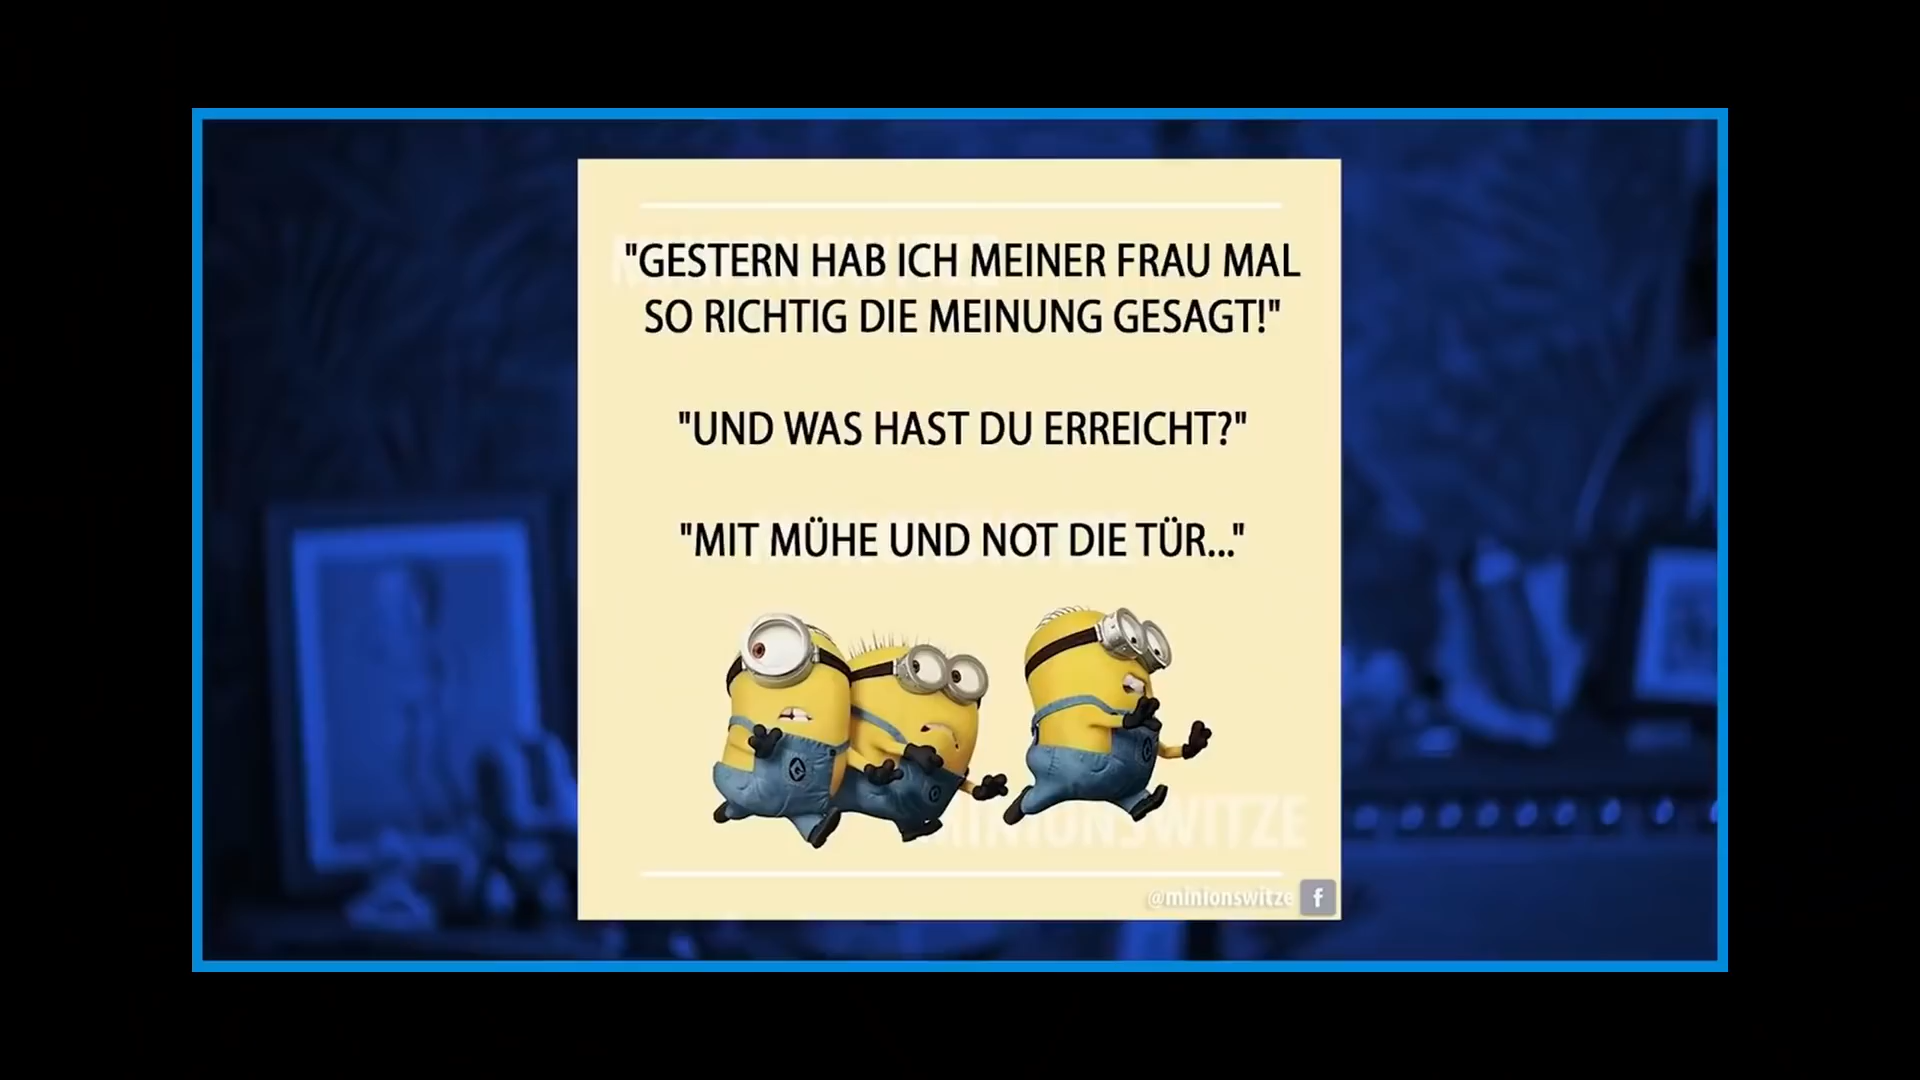 "GESTERN HAB ICH MEINER FRAU MAL
SO RICHTIG DIE MEINUNG GESAGT!"
"UND WAS HAST DU ERREICHT?"
"MIT MÜHE UND NOT DIE TÜR..."
MINIONSWITZE
@minionswitze f